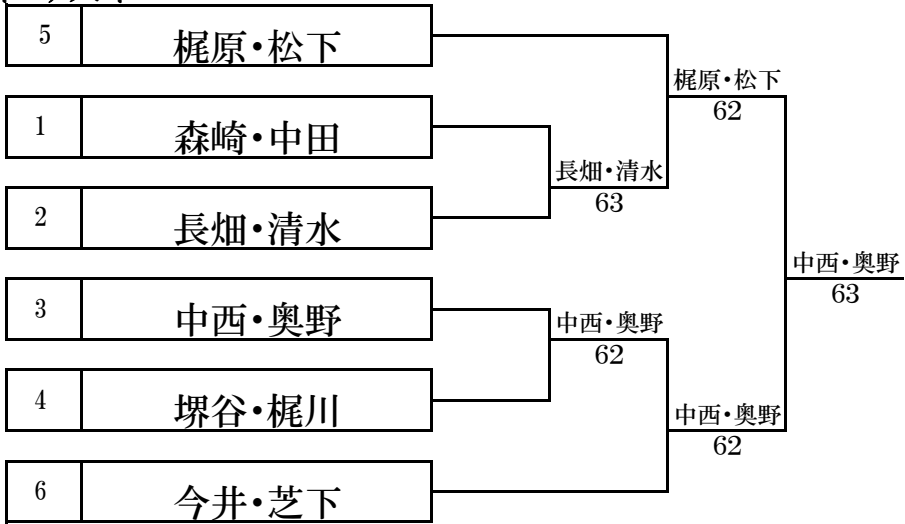 5 梶原・松下
梶原・松下
62
1 森崎・中田
長畑・清水
63
2 長畑・清水
中西・奥野
63
3 中西・奥野
中西・奥野
62
4 堺谷・梶川
中西・奥野
62
6 今井・芝下